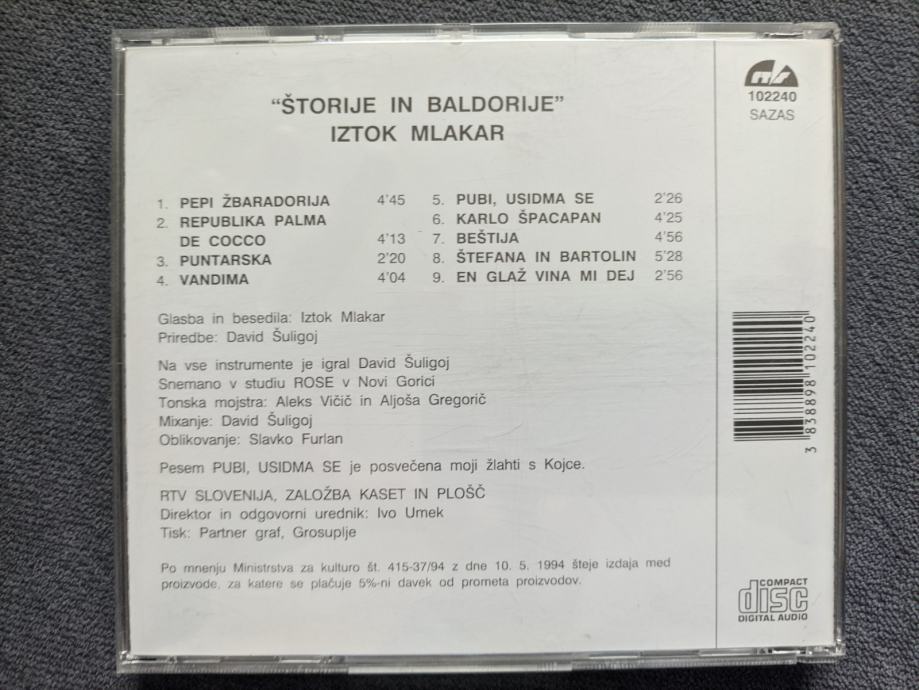 "ŠTORIJE IN BALDORIJE"
IZTOK MLAKAR
1. PEPI ŽBARADORIJA 4'45
2. REPUBLIKA PALMA
DE COCCO 4'13
3. PUNTARSKA 2'20
4. VANDIMA 4'04
5. PUBI, USIDMA SE 2'26
6. KARLO ŠPACAPAN 4'25
7. BEŠTIJA 4'56
8. ŠTEFANA IN BARTOLIN 5'28
9. EN GLAŽ VINA MI DEJ 2'56
Glasba in besedila: Iztok Mlakar
Priredbe: David Šuligoj
Na vse instrumente je igral David Šuligoj
Snemano v studiu ROSE v Novi Gorici
Tonska mojstra: Aleks Vičič in Aljoša Gregorič
Mixanje: David Šuligoj
Oblikovanje: Slavko Furlan
Pesem PUBI, USIDMA SE je posvečena moji žlahti s Kojce.
RTV SLOVENIJA, ZALOŽBA KASET IN PLOŠČ
Direktor in odgovorni urednik: Ivo Umek
Tisk: Partner graf, Grosuplje
Po mnenju Ministrstva za kulturo št. 415-37/94 z dne 10. 5. 1994 šteje izdaja med
proizvode, za katere se plačuje 5%-ni davek od prometa proizvodov.
102240
SAZAS
3 838898 102240
COMPACT
disc
DIGITAL AUDIO